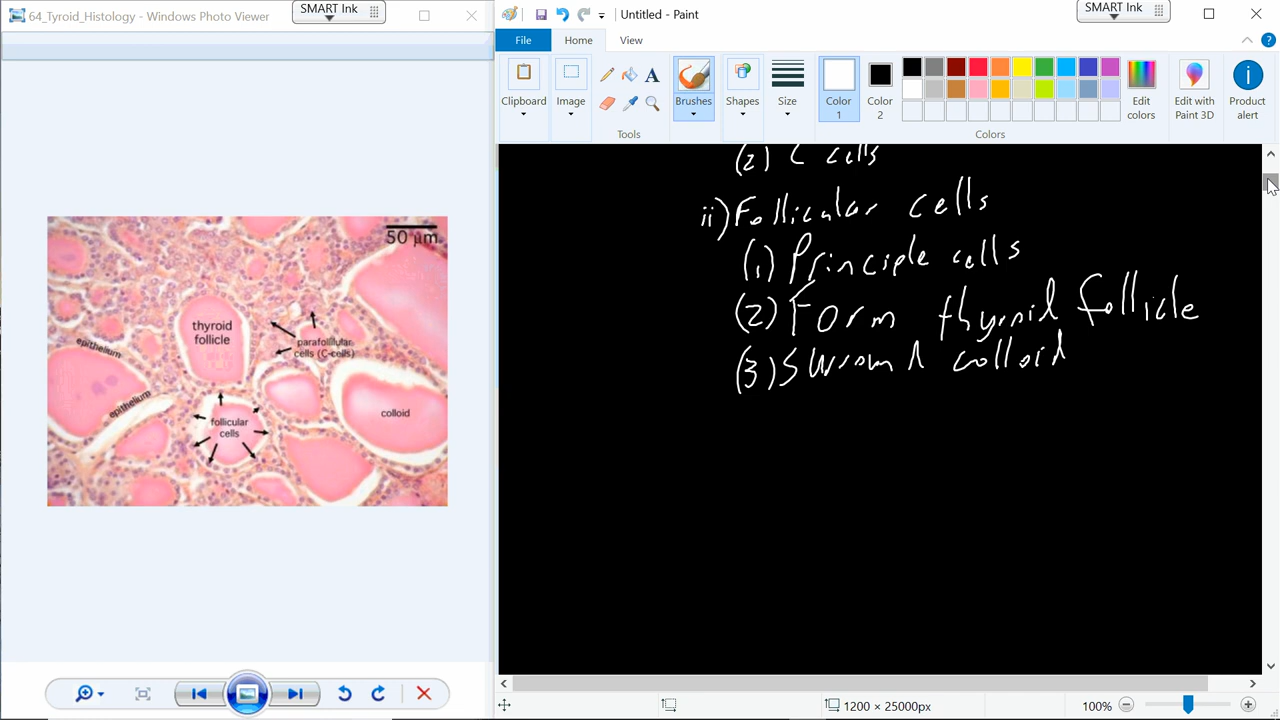 64_Tyroid_Histology - Windows Photo Viewer
SMART Ink
Untitled - Paint
SMART Ink
File
Home
View
Clipboard
Image
Tools
Brushes
Shapes
Size
Color 1
Color 2
Colors
Edit colors
Edit with Paint 3D
Product alert
50 µm
thyroid
follicle
epithelium
parafollilular
cells (C-cells)
epithelium
follicular
cells
colloid
(2) C cells
ii) Follicular cells
(1) Principle cells
(2) Form thyroid follicle
(3) Surround colloid
1200 × 25000px
100%